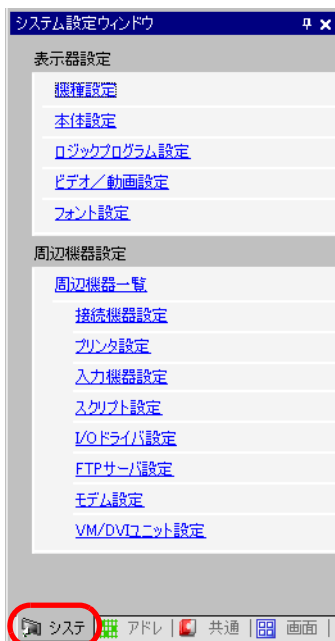 システム設定ウィンドウ
表示器設定
機種設定
本体設定
ロジックプログラム設定
ビデオ／動画設定
フォント設定
周辺機器設定
周辺機器一覧
接続機器設定
プリンタ設定
入力機器設定
スクリプト設定
I/Oドライバ設定
FTPサーバ設定
モデム設定
VM/DVIユニット設定
システ アドレ 共通 画面